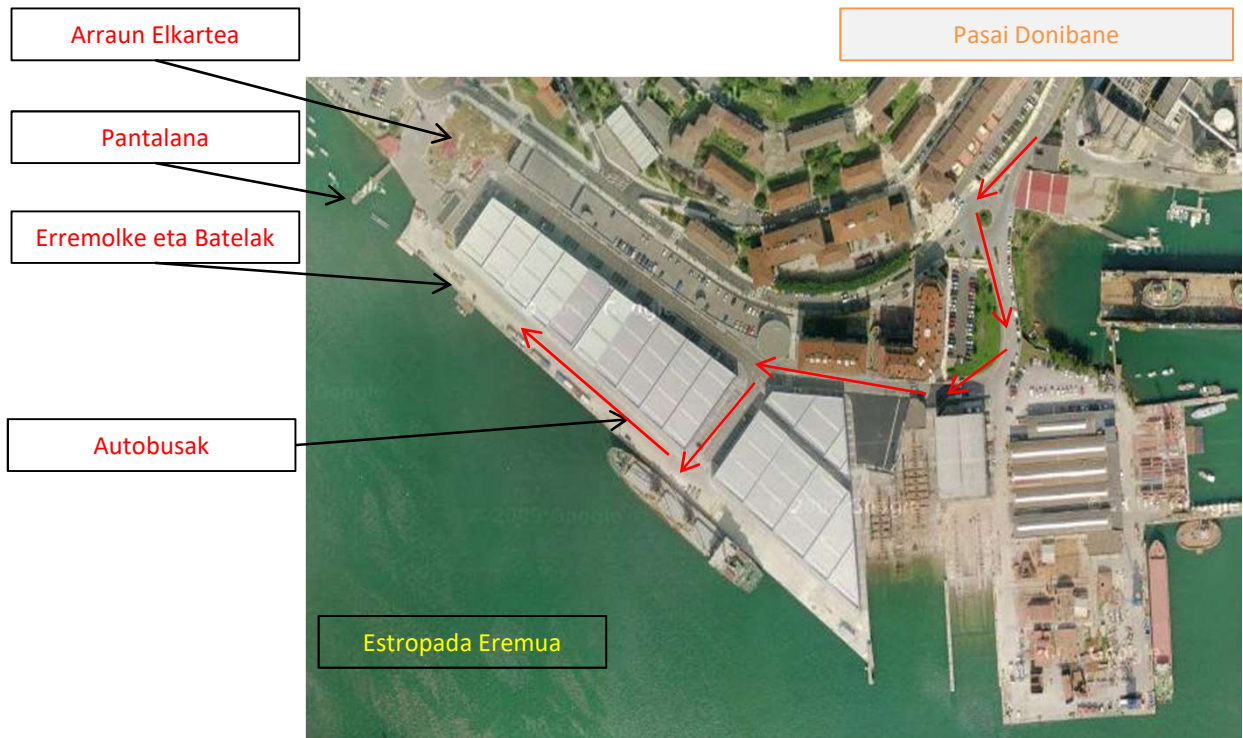 Arraun Elkartea
Pasai Donibane
Pantalana
Erremolke eta Batelak
Autobusak
Estropada Eremua